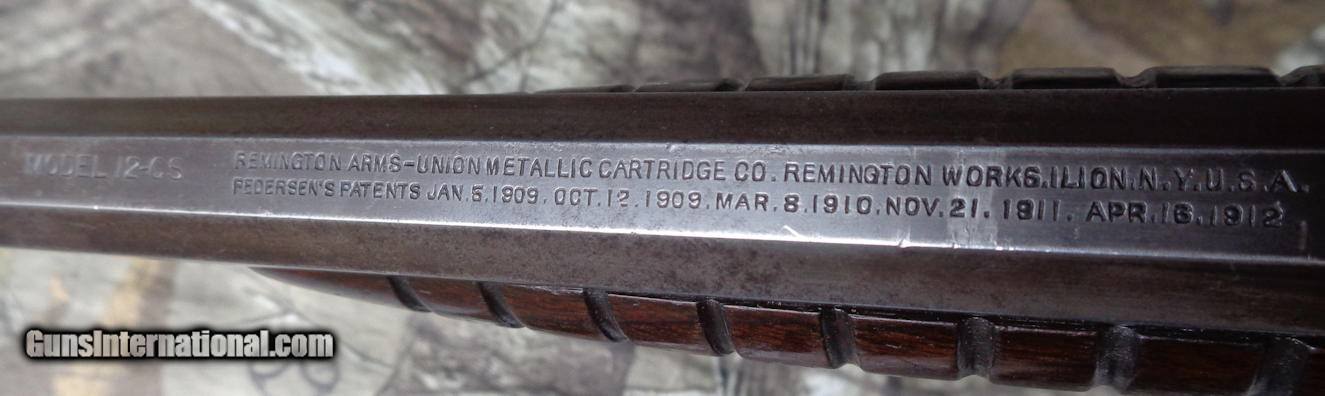 MODEL 12-CS
REMINGTON ARMS-UNION METALLIC CARTRIDGE CO. REMINGTON WORKS.ILION.N.Y.U.S.A.
PEDERSEN'S PATENTS JAN.5.1909. OCT.12.1909.MAR.8.1910.NOV.21.1911. APR.16.1912
GunsInternational.com